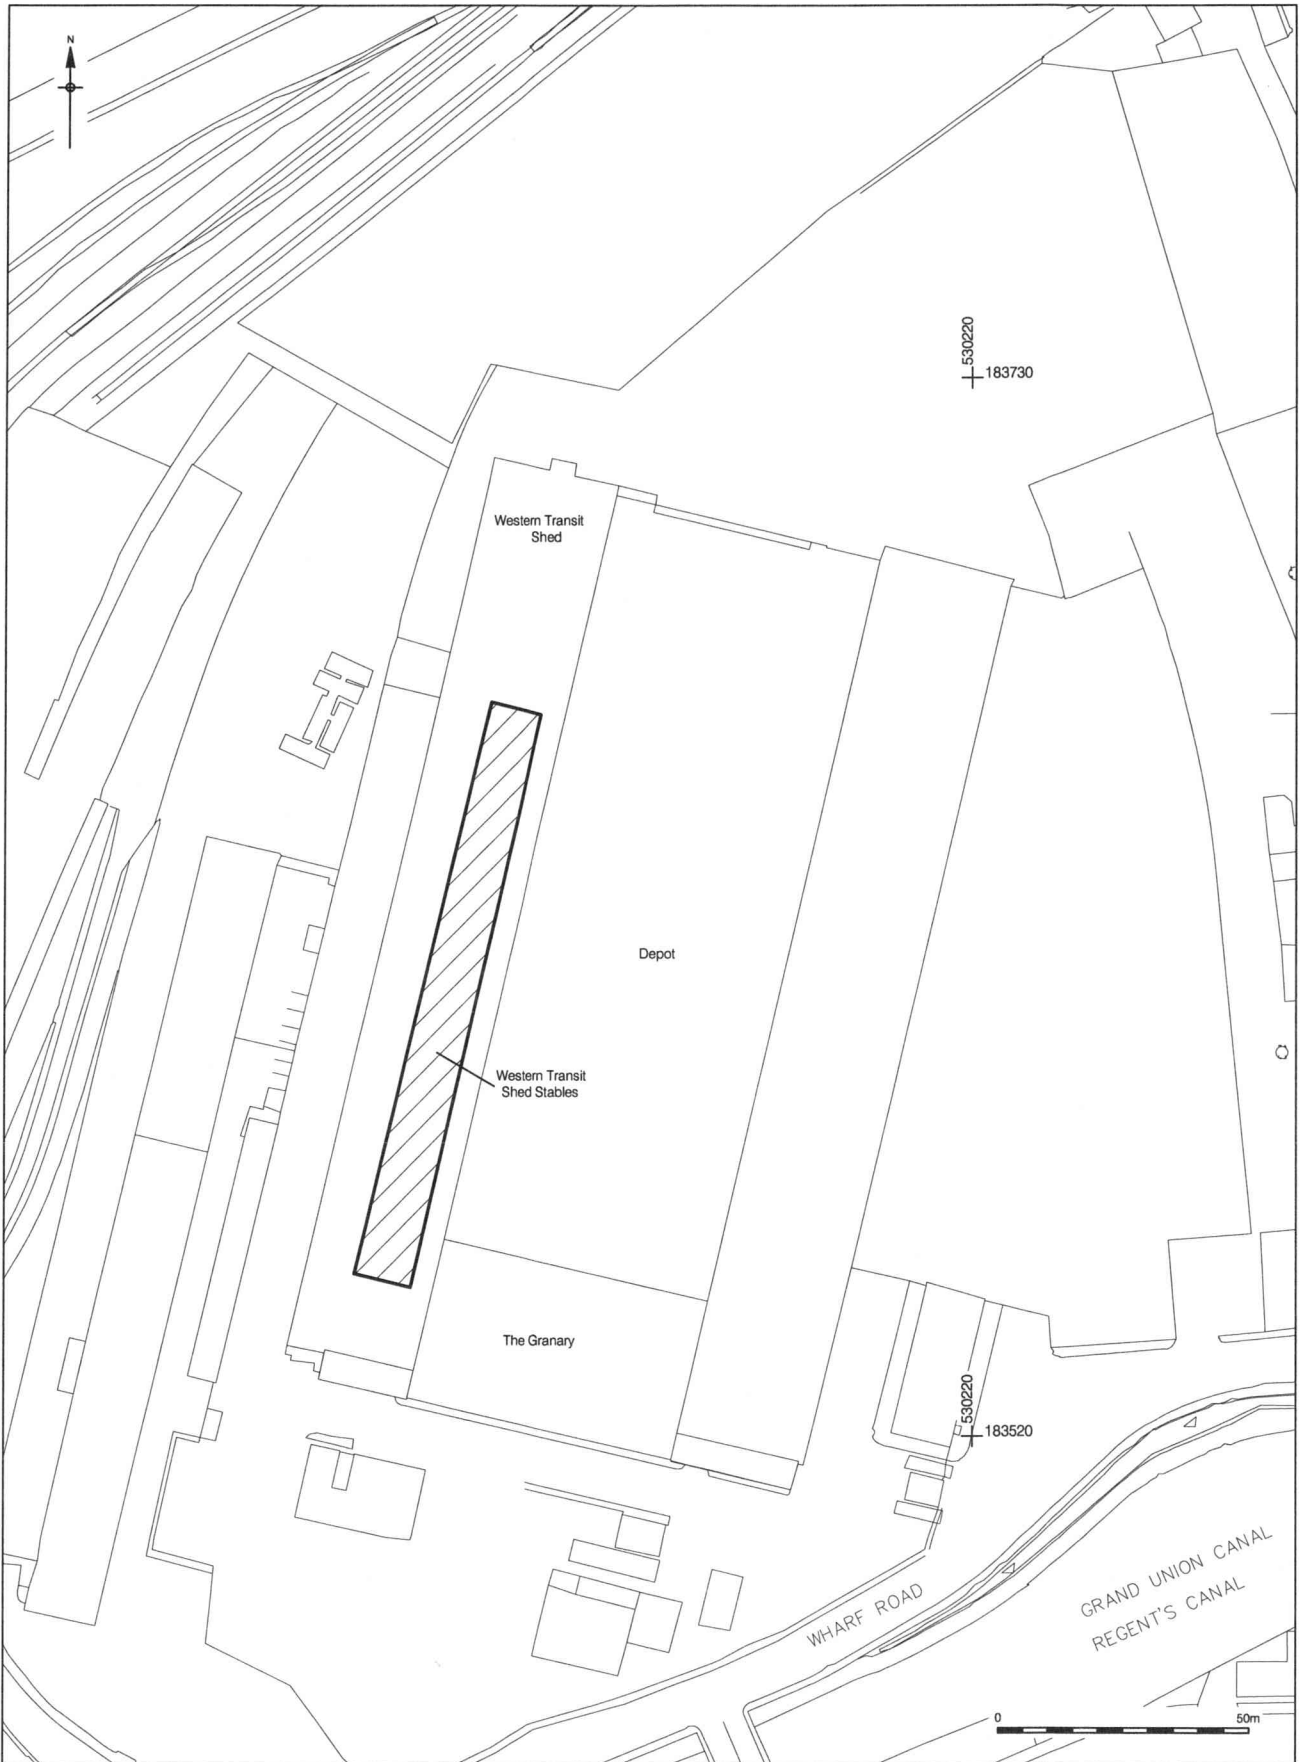 N
530220
183730
Western Transit
Shed
Depot
Western Transit
Shed Stables
The Granary
530220
183520
WHARF ROAD
GRAND UNION CANAL
REGENT'S CANAL
0 50m